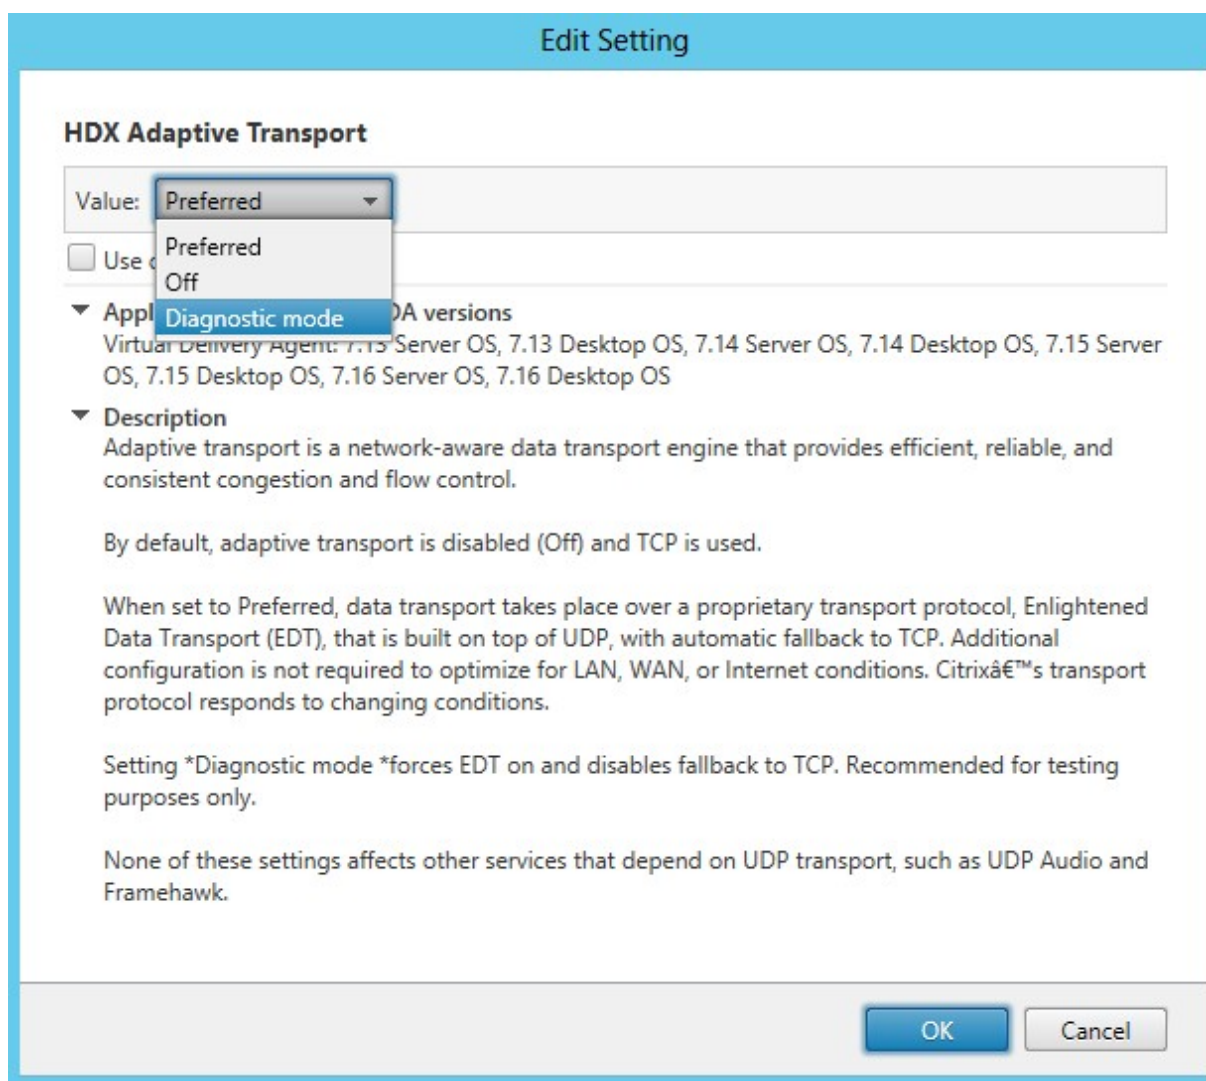 Edit Setting
HDX Adaptive Transport
Value: Preferred
Preferred
Use
Off
Diagnostic mode
Appl DA versions
Virtual Delivery Agent: 7.13 Server OS, 7.13 Desktop OS, 7.14 Server OS, 7.14 Desktop OS, 7.15 Server
OS, 7.15 Desktop OS, 7.16 Server OS, 7.16 Desktop OS
Description
Adaptive transport is a network-aware data transport engine that provides efficient, reliable, and
consistent congestion and flow control.
By default, adaptive transport is disabled (Off) and TCP is used.
When set to Preferred, data transport takes place over a proprietary transport protocol, Enlightened
Data Transport (EDT), that is built on top of UDP, with automatic fallback to TCP. Additional
configuration is not required to optimize for LAN, WAN, or Internet conditions. Citrixâ€™s transport
protocol responds to changing conditions.
Setting *Diagnostic mode *forces EDT on and disables fallback to TCP. Recommended for testing
purposes only.
None of these settings affects other services that depend on UDP transport, such as UDP Audio and
Framehawk.
OK Cancel